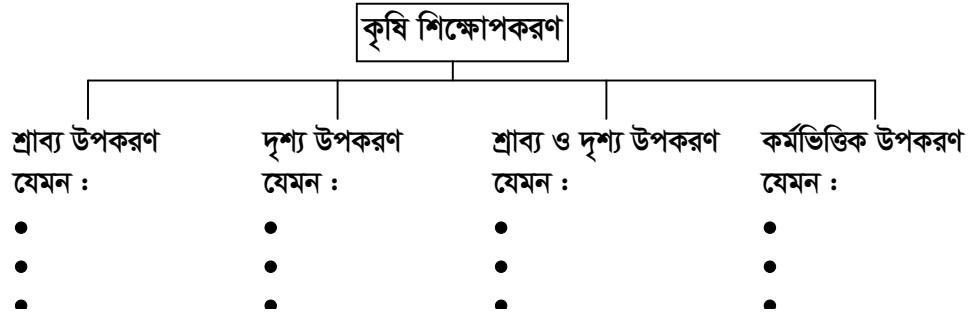 কৃষি শিক্ষোপকরণ
শ্রাব্য উপকরণ দৃশ্য উপকরণ শ্রাব্য ও দৃশ্য উপকরণ কর্মভিত্তিক উপকরণ
যেমন : যেমন : যেমন : যেমন :
● ● ● ●
● ● ● ●
● ● ● ●